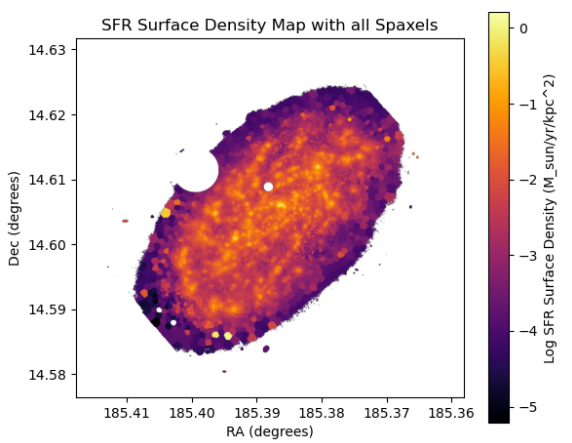 SFR Surface Density Map with all Spaxels
14.63
14.62
14.61
14.60
14.59
14.58
Dec (degrees)
185.41 185.40 185.39 185.38 185.37 185.36
RA (degrees)
0
−1
−2
−3
−4
−5
Log SFR Surface Density (M_sun/yr/kpc^2)